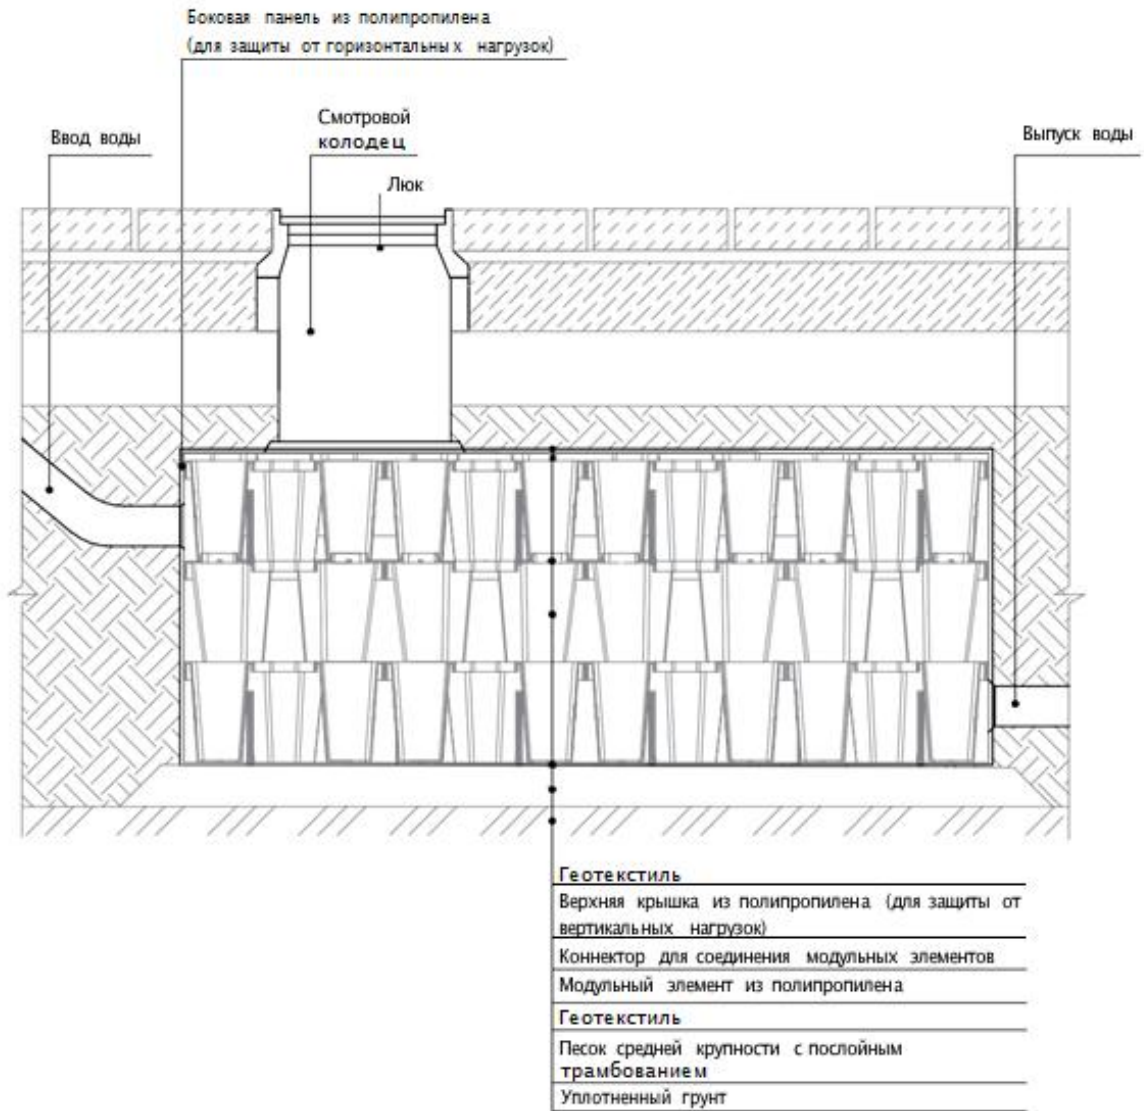 Боковая панель из полипропилена
(для защиты от горизонтальных нагрузок)
Смотровой
колодец
Ввод воды
Выпуск воды
Люк
Геотекстиль
Верхняя крышка из полипропилена (для защиты от
вертикальных нагрузок)
Коннектор для соединения модульных элементов
Модульный элемент из полипропилена
Геотекстиль
Песок средней крупности с послойным
трамбованием
Уплотненный грунт